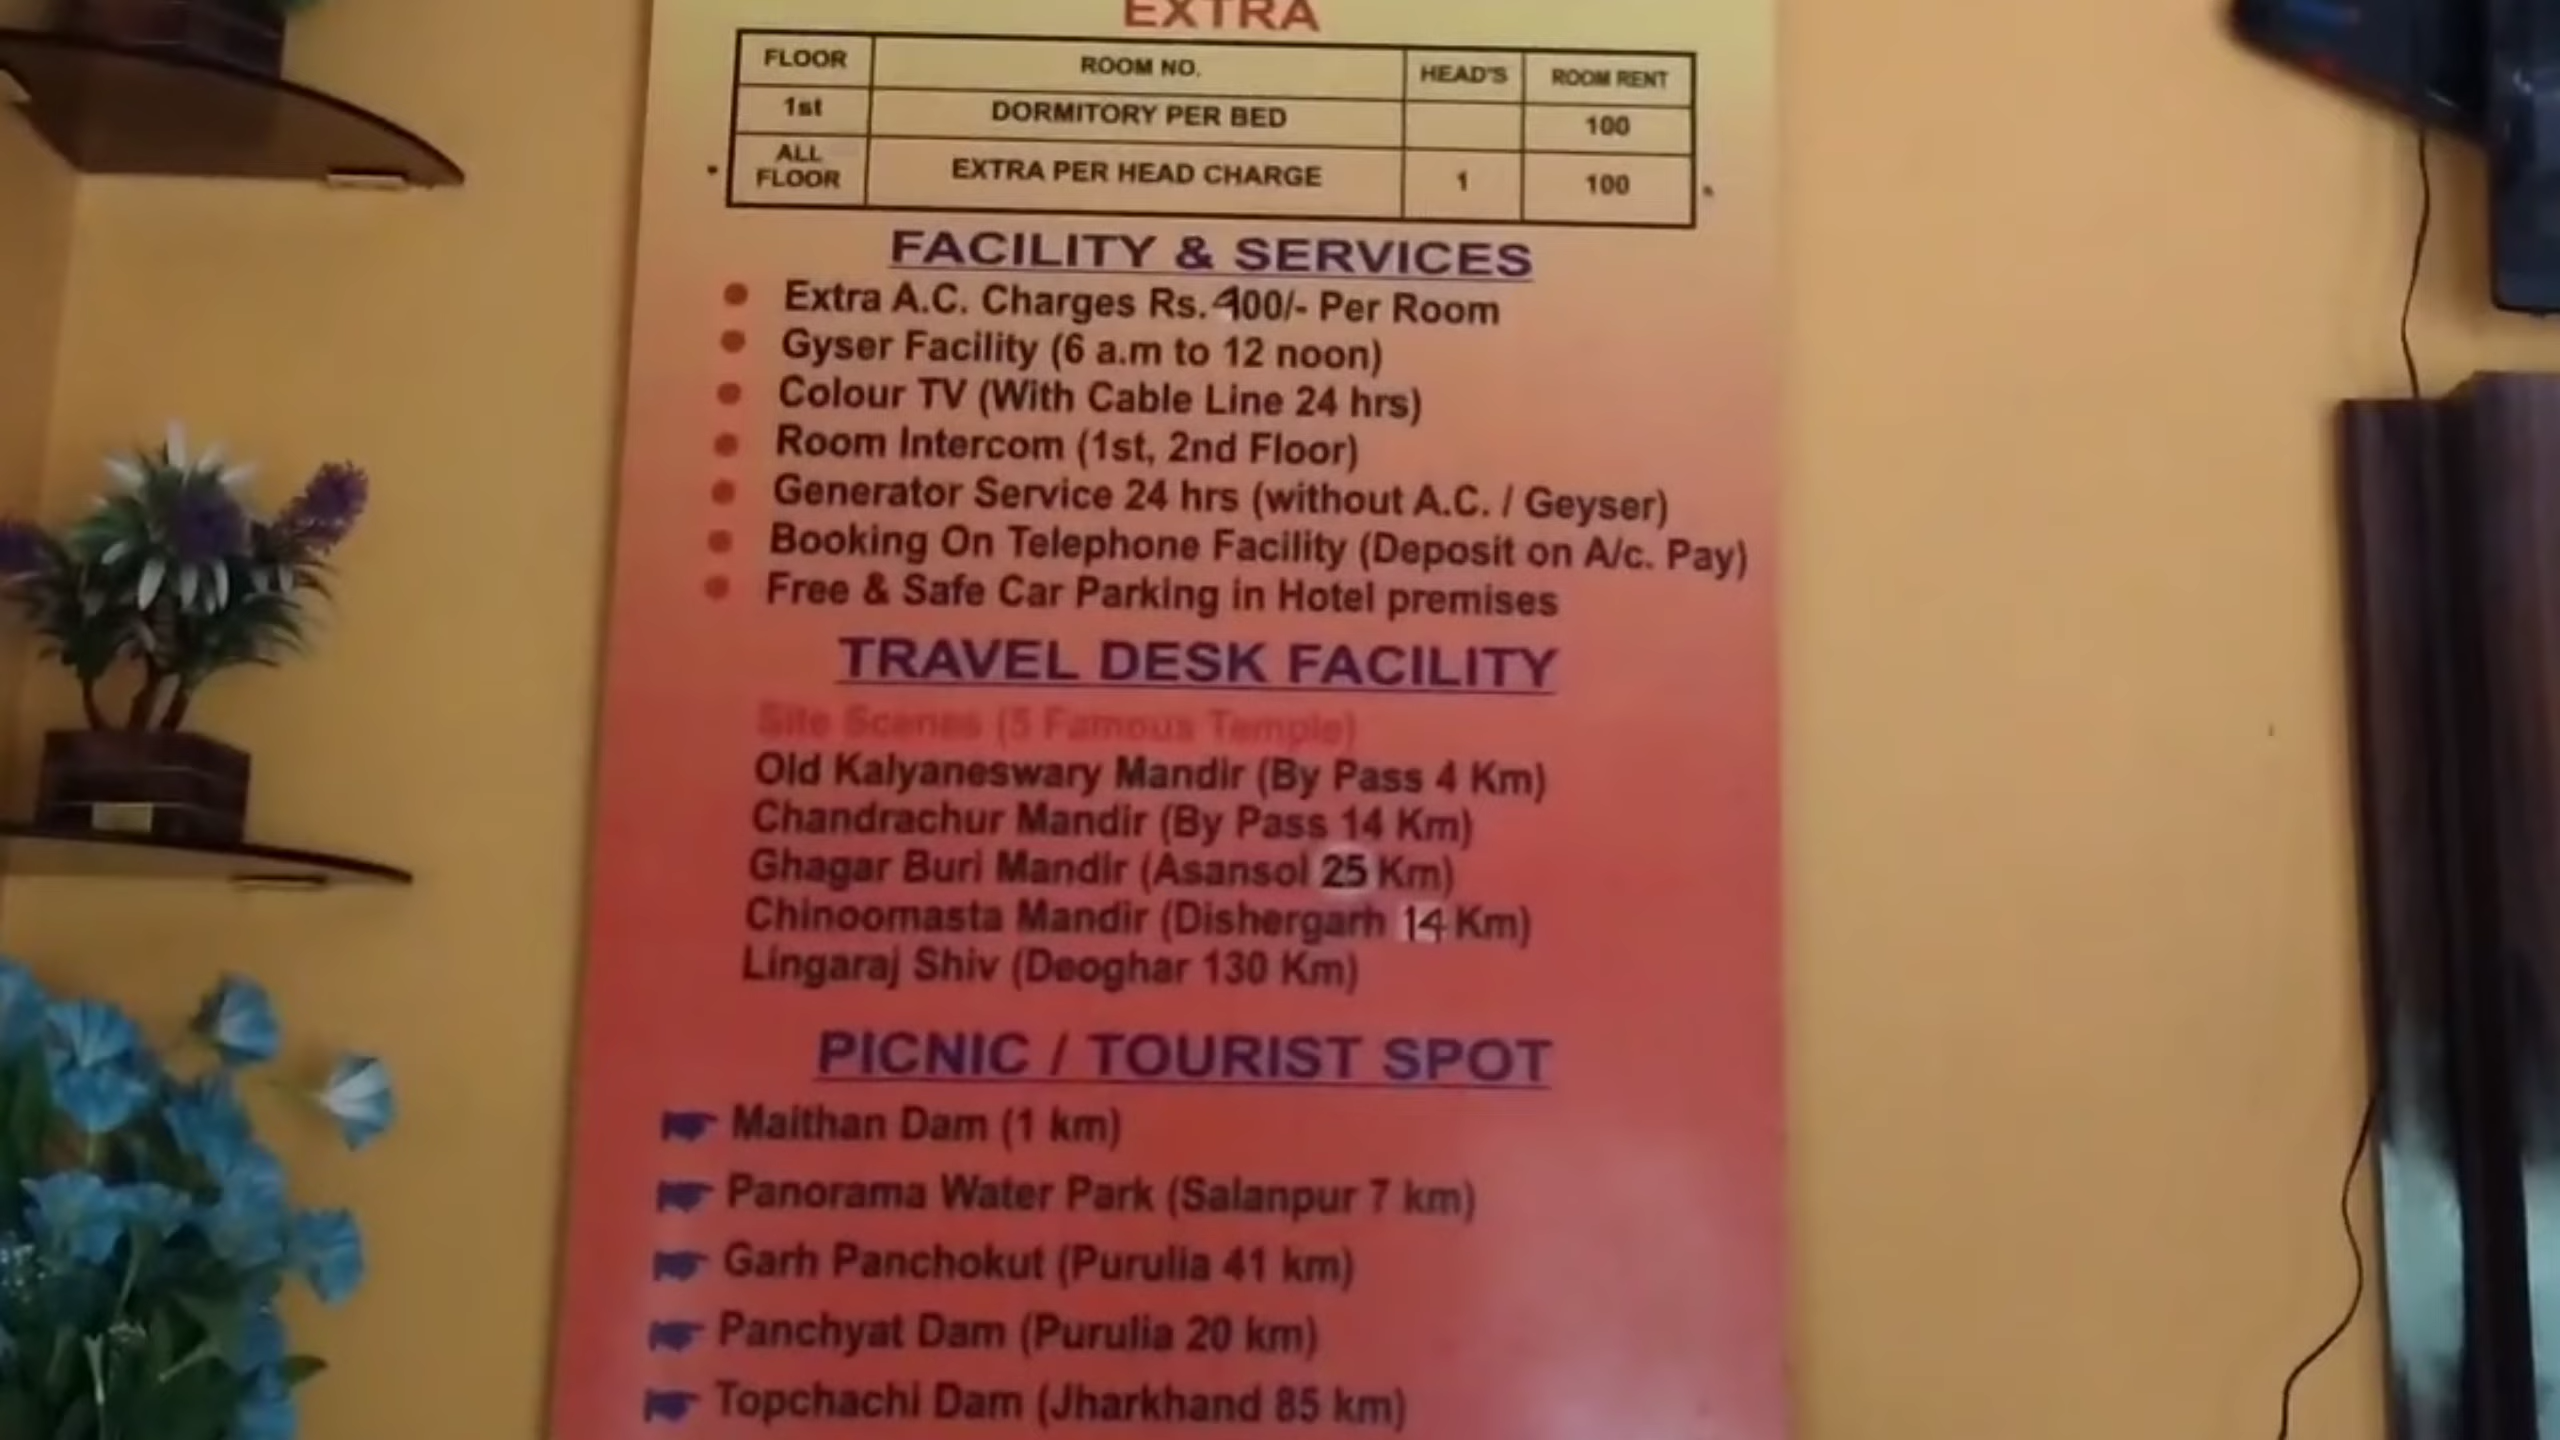 EXTRA
FLOOR ROOM NO. HEAD'S ROOM RENT
1st DORMITORY PER BED 100
ALL FLOOR EXTRA PER HEAD CHARGE 1 100
FACILITY & SERVICES
Extra A.C. Charges Rs.400/- Per Room
Gyser Facility (6 a.m to 12 noon)
Colour TV (With Cable Line 24 hrs)
Room Intercom (1st, 2nd Floor)
Generator Service 24 hrs (without A.C. / Geyser)
Booking On Telephone Facility (Deposit on A/c. Pay)
Free & Safe Car Parking in Hotel premises
TRAVEL DESK FACILITY
Site Scenes (5 Famous Temple)
Old Kalyaneswary Mandir (By Pass 4 Km)
Chandrachur Mandir (By Pass 14 Km)
Ghagar Buri Mandir (Asansol 25 Km)
Chinoomasta Mandir (Dishergarh 14 Km)
Lingaraj Shiv (Deoghar 130 Km)
PICNIC / TOURIST SPOT
Maithan Dam (1 km)
Panorama Water Park (Salanpur 7 km)
Garh Panchokut (Purulia 41 km)
Panchyat Dam (Purulia 20 km)
Topchachi Dam (Jharkhand 85 km)